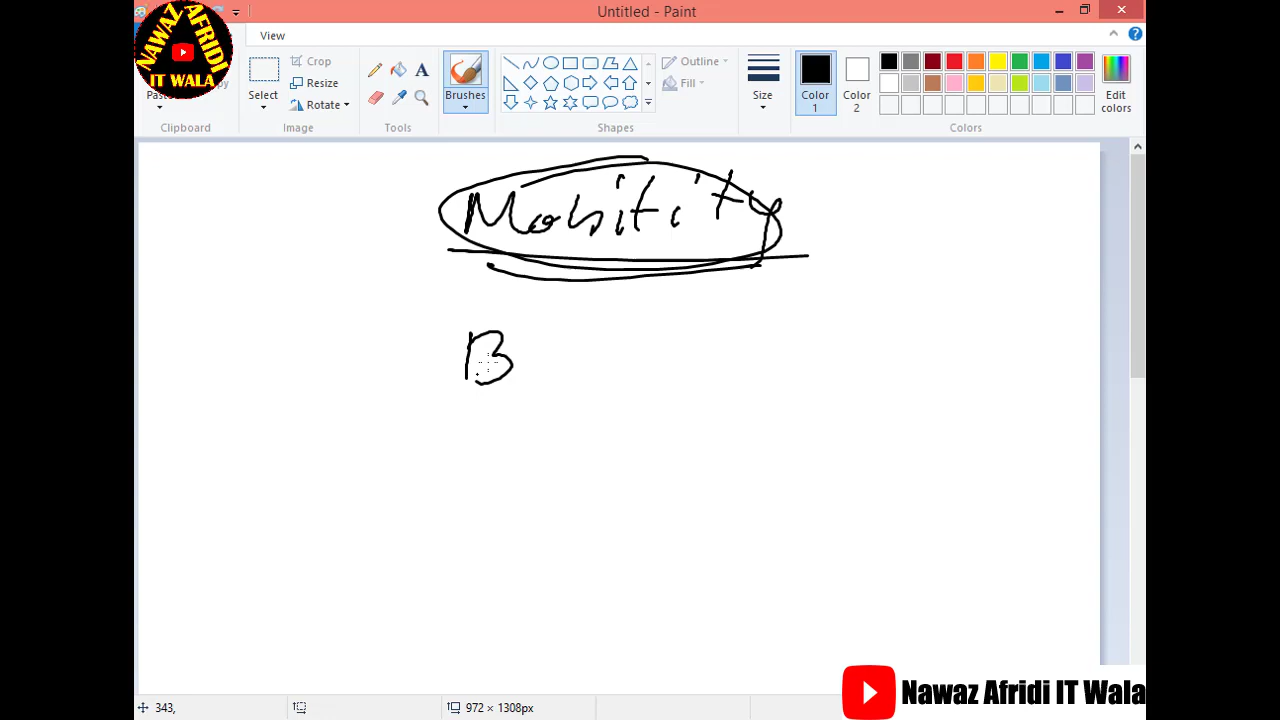 Untitled - Paint
NAWAZ AFRIDI
IT WALA
View
Paste
Crop
Resize
Rotate
Select
Brushes
Outline
Fill
Size
Color 1
Color 2
Edit colors
Clipboard
Image
Tools
Shapes
Colors
B
343,
972 × 1308px
Nawaz Afridi IT Wala